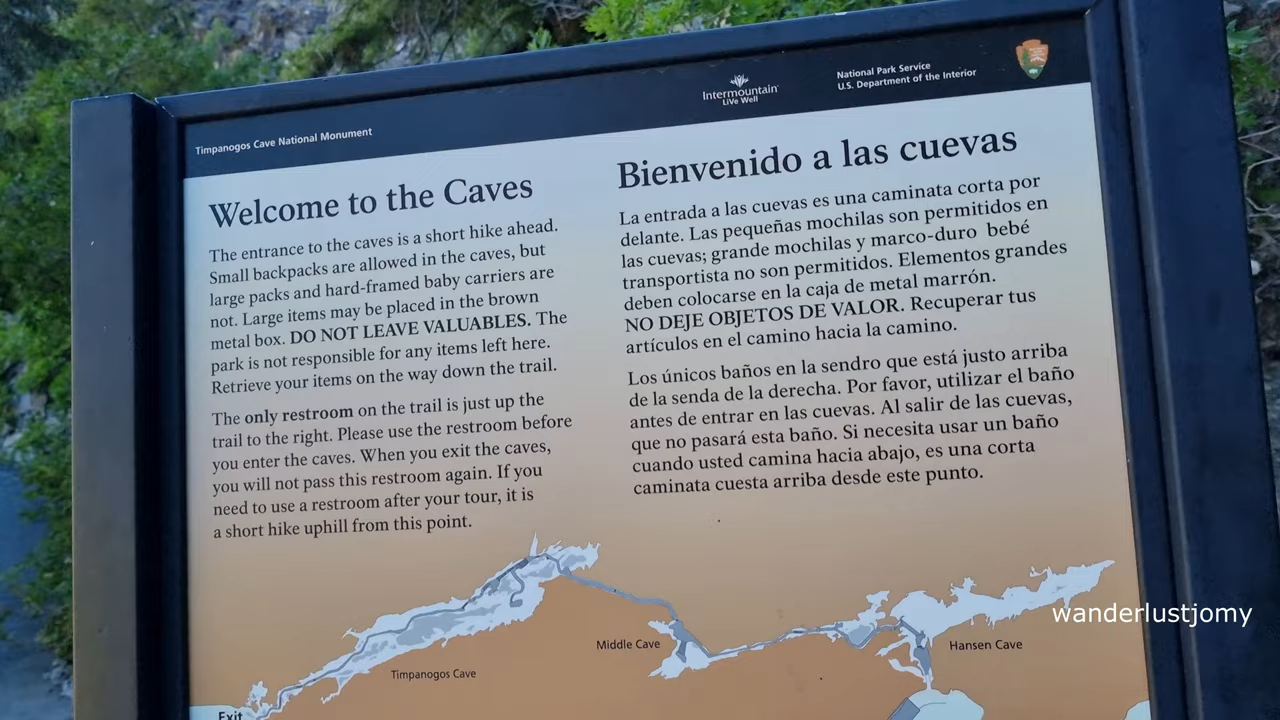 Timpanogos Cave National Monument
Intermountain
Live Well
National Park Service
U.S. Department of the Interior
Welcome to the Caves
The entrance to the caves is a short hike ahead.
Small backpacks are allowed in the caves, but
large packs and hard-framed baby carriers are
not. Large items may be placed in the brown
metal box. DO NOT LEAVE VALUABLES. The
park is not responsible for any items left here.
Retrieve your items on the way down the trail.
The only restroom on the trail is just up the
trail to the right. Please use the restroom before
you enter the caves. When you exit the caves,
you will not pass this restroom again. If you
need to use a restroom after your tour, it is
a short hike uphill from this point.
Bienvenido a las cuevas
La entrada a las cuevas es una caminata corta por
delante. Las pequeñas mochilas son permitidos en
las cuevas; grande mochilas y marco-duro bebé
transportista no son permitidos. Elementos grandes
deben colocarse en la caja de metal marrón.
NO DEJE OBJETOS DE VALOR. Recuperar tus
artículos en el camino hacia la camino.
Los únicos baños en la sendro que está justo arriba
de la senda de la derecha. Por favor, utilizar el baño
antes de entrar en las cuevas. Al salir de las cuevas,
que no pasará esta baño. Si necesita usar un baño
cuando usted camina hacia abajo, es una corta
caminata cuesta arriba desde este punto.
wanderlustjomy
Middle Cave
Hansen Cave
Timpanogos Cave
Exit